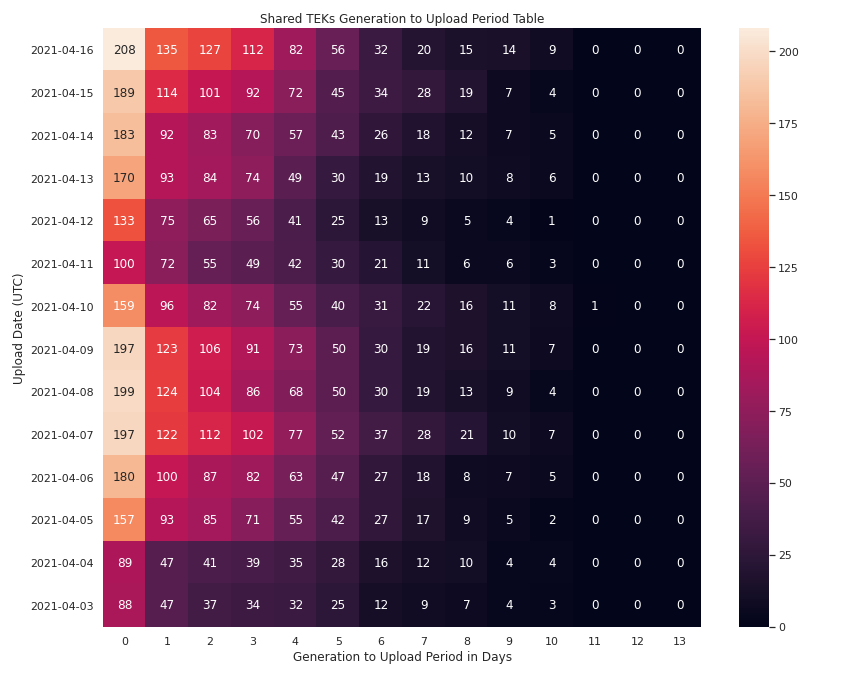 Shared TEKs Generation to Upload Period Table
Upload Date (UTC)
2021-04-16 208 135 127 112 82 56 32 20 15 14 9 0 0 0
2021-04-15 189 114 101 92 72 45 34 28 19 7 4 0 0 0
2021-04-14 183 92 83 70 57 43 26 18 12 7 5 0 0 0
2021-04-13 170 93 84 74 49 30 19 13 10 8 6 0 0 0
2021-04-12 133 75 65 56 41 25 13 9 5 4 1 0 0 0
2021-04-11 100 72 55 49 42 30 21 11 6 6 3 0 0 0
2021-04-10 159 96 82 74 55 40 31 22 16 11 8 1 0 0
2021-04-09 197 123 106 91 73 50 30 19 16 11 7 0 0 0
2021-04-08 199 124 104 86 68 50 30 19 13 9 4 0 0 0
2021-04-07 197 122 112 102 77 52 37 28 21 10 7 0 0 0
2021-04-06 180 100 87 82 63 47 27 18 8 7 5 0 0 0
2021-04-05 157 93 85 71 55 42 27 17 9 5 2 0 0 0
2021-04-04 89 47 41 39 35 28 16 12 10 4 4 0 0 0
2021-04-03 88 47 37 34 32 25 12 9 7 4 3 0 0 0
0 1 2 3 4 5 6 7 8 9 10 11 12 13
Generation to Upload Period in Days
200
175
150
125
100
75
50
25
0